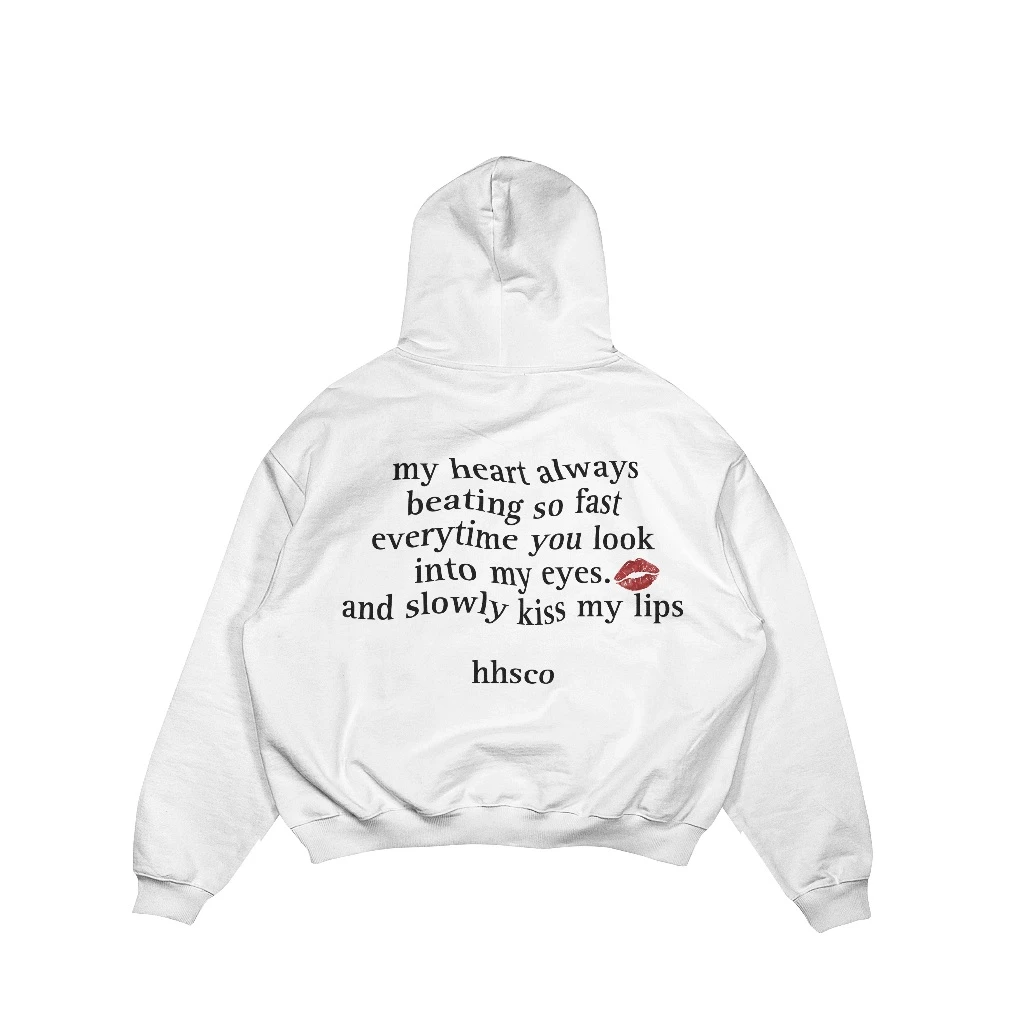 my heart always
beating so fast
everytime you look
into my eyes.
and slowly kiss my lips
hhsco